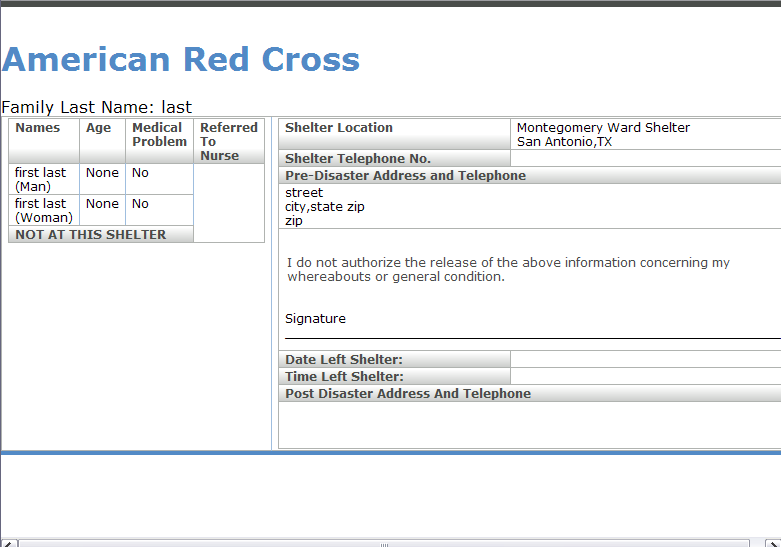 American Red Cross
Family Last Name: last
Names Age Medical Problem Referred To Nurse
first last (Man) None No
first last (Woman) None No
NOT AT THIS SHELTER
Shelter Location Montegomery Ward Shelter
San Antonio,TX
Shelter Telephone No.
Pre-Disaster Address and Telephone
street
city,state zip
zip
I do not authorize the release of the above information concerning my
whereabouts or general condition.
Signature
Date Left Shelter:
Time Left Shelter:
Post Disaster Address And Telephone